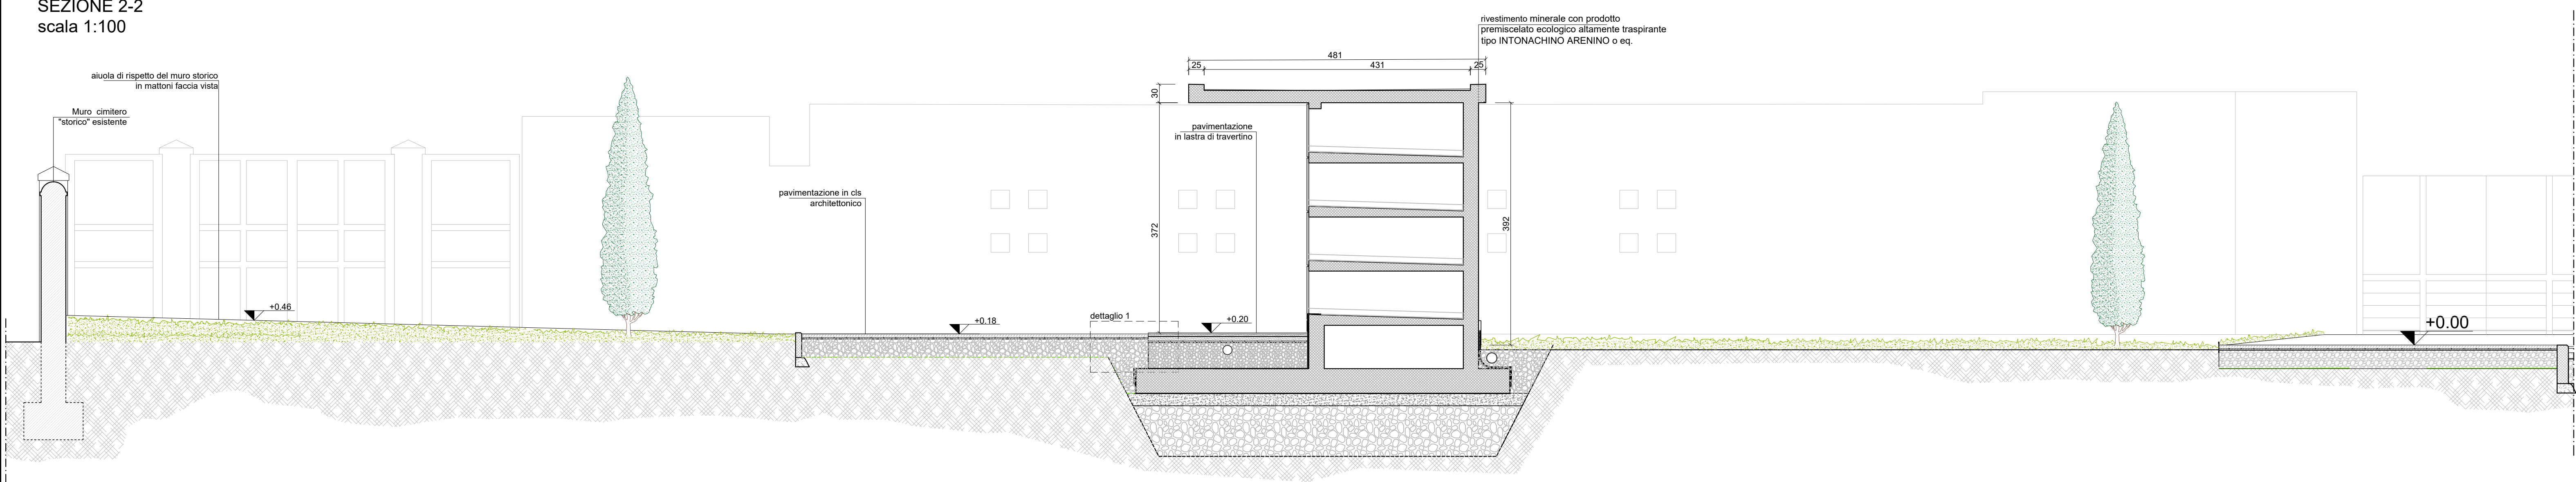 SEZIONE 2-2
scala 1:100
aiuola di rispetto del muro storico
in mattoni faccia vista
Muro cimitero
"storico" esistente
pavimentazione in cls
architettonico
pavimentazione
in lastra di travertino
rivestimento minerale con prodotto
premiscelato ecologico altamente traspirante
tipo INTONACHINO ARENINO o eq.
481
25
431
25
30
372
392
+0.46
+0.18
dettaglio 1
+0.20
+0.00